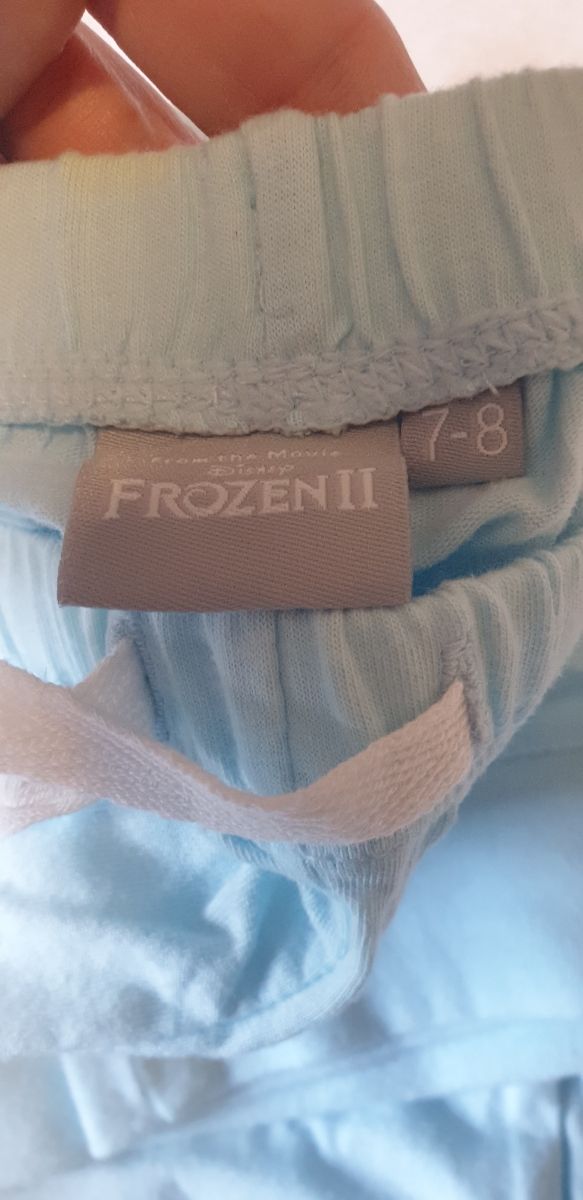 From the Movie
Disney
FROZEN II
7-8